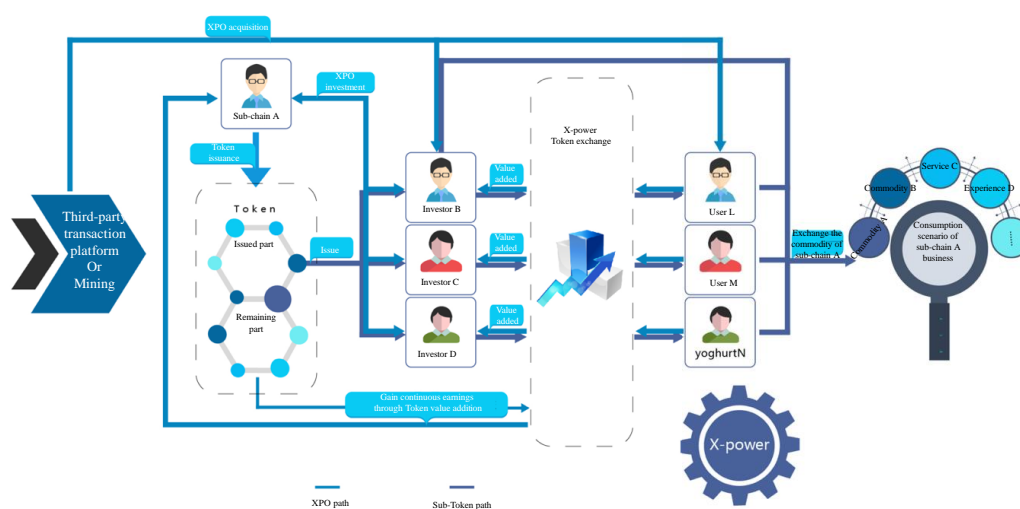 XPO acquisition
XPO
investment
Sub-chain A
Token
issuance
Token
Issued part
Remaining
part
Issue
Third-party
transaction
platform
Or
Mining
Investor B
Investor C
Investor D
Value
added
Value
added
Value
added
X-power
Token exchange
User L
User M
yoghurtN
Exchange the
commodity of
sub-chain A
Commodity A
Commodity B
Service C
Experience D
......
Consumption
scenario of
sub-chain A
business
Gain continuous earnings
through Token value addition
X-power
XPO path
Sub-Token path